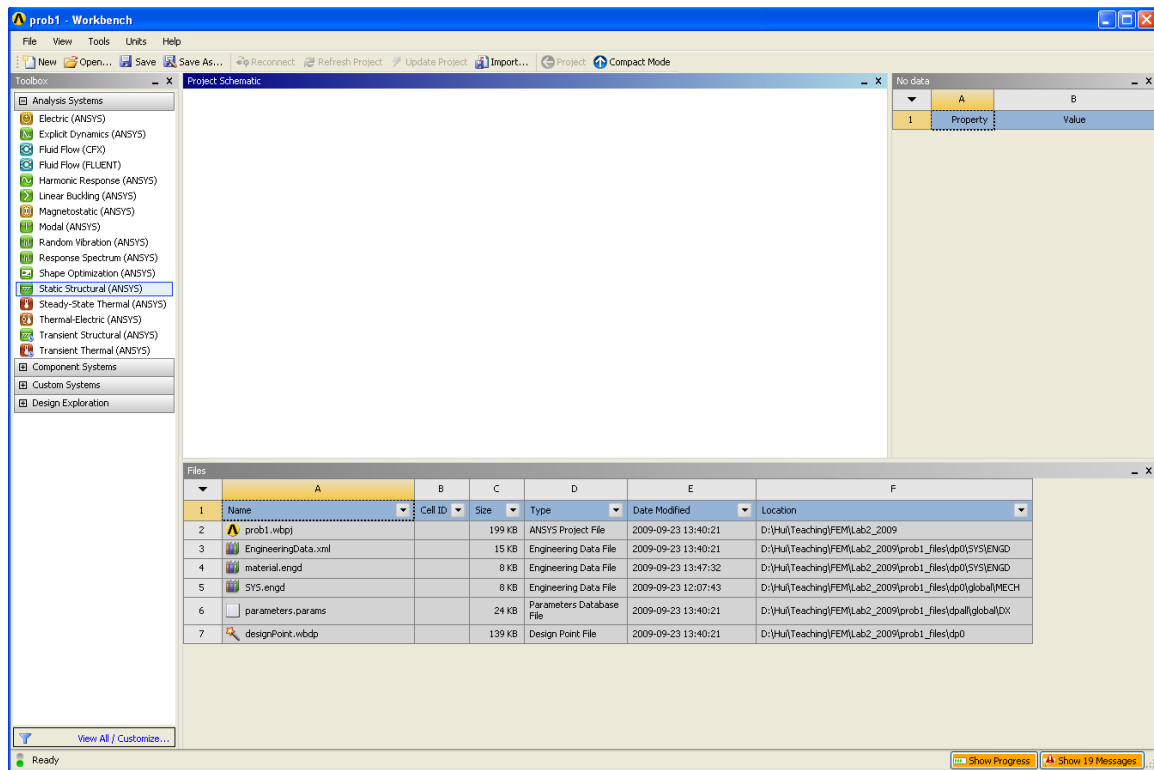 prob1 - Workbench
File View Tools Units Help
New Open... Save Save As... Reconnect Refresh Project Update Project Import... Project Compact Mode
Toolbox
Analysis Systems
Electric (ANSYS)
Explicit Dynamics (ANSYS)
Fluid Flow (CFX)
Fluid Flow (FLUENT)
Harmonic Response (ANSYS)
Linear Buckling (ANSYS)
Magnetostatic (ANSYS)
Modal (ANSYS)
Random Vibration (ANSYS)
Response Spectrum (ANSYS)
Shape Optimization (ANSYS)
Static Structural (ANSYS)
Steady-State Thermal (ANSYS)
Thermal-Electric (ANSYS)
Transient Structural (ANSYS)
Transient Thermal (ANSYS)
Component Systems
Custom Systems
Design Exploration
View All / Customize...
Project Schematic
No data
A B
1 Property Value
Files
A B C D E F
1 Name Cell ID Size Type Date Modified Location
2 prob1.wbpj 199 KB ANSYS Project File 2009-09-23 13:40:21 D:\Hui\Teaching\FEM\Lab2_2009
3 EngineeringData.xml 15 KB Engineering Data File 2009-09-23 13:40:21 D:\Hui\Teaching\FEM\Lab2_2009\prob1_files\dp0\SYS\ENGD
4 material.engd 8 KB Engineering Data File 2009-09-23 13:47:32 D:\Hui\Teaching\FEM\Lab2_2009\prob1_files\dp0\SYS\ENGD
5 SYS.engd 8 KB Engineering Data File 2009-09-23 12:07:43 D:\Hui\Teaching\FEM\Lab2_2009\prob1_files\dp0\global\MECH
6 parameters.params 24 KB Parameters Database File 2009-09-23 13:40:21 D:\Hui\Teaching\FEM\Lab2_2009\prob1_files\dpall\global\DX
7 designPoint.wbdp 139 KB Design Point File 2009-09-23 13:40:21 D:\Hui\Teaching\FEM\Lab2_2009\prob1_files\dp0
Ready
Show Progress Show 19 Messages